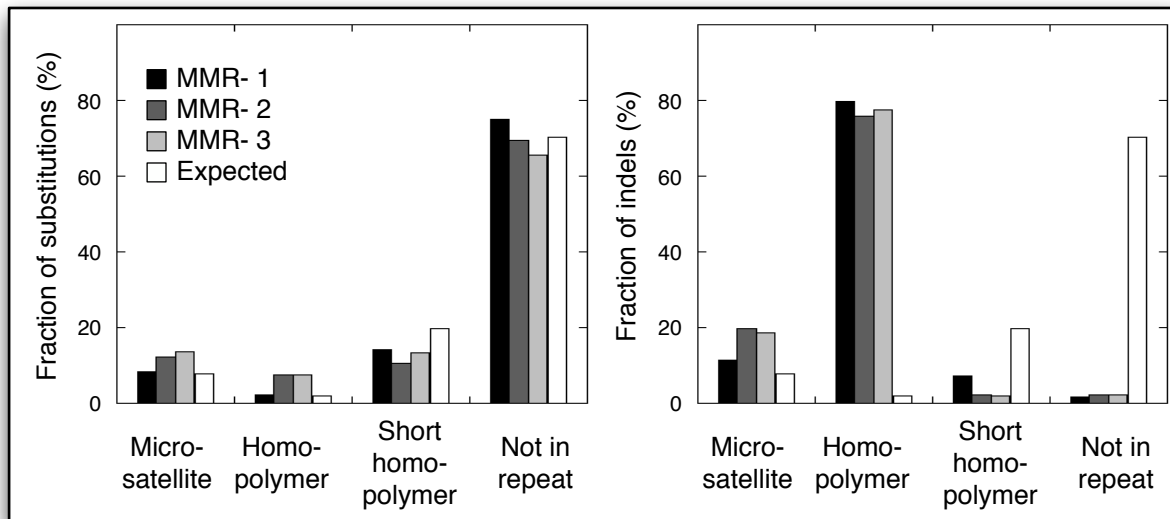 Fraction of substitutions (%)
80
60
40
20
0
MMR- 1
MMR- 2
MMR- 3
Expected
Micro-
satellite
Homo-
polymer
Short
homo-
polymer
Not in
repeat
Fraction of indels (%)
80
60
40
20
0
Micro-
satellite
Homo-
polymer
Short
homo-
polymer
Not in
repeat